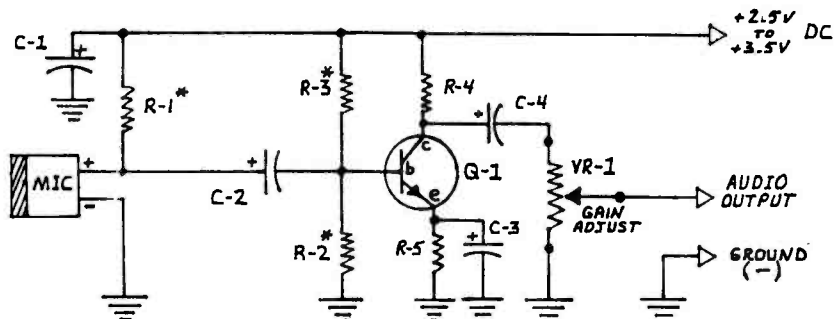 C-1
+
+2.5V
TO
+3.5V
DC
R-1*
R-3*
R-4
C-4
+
MIC
+
-
+
C-2
c
b
e
Q-1
VR-1
GAIN
ADJUST
AUDIO
OUTPUT
R-2*
R-5
+
C-3
GROUND
(-)